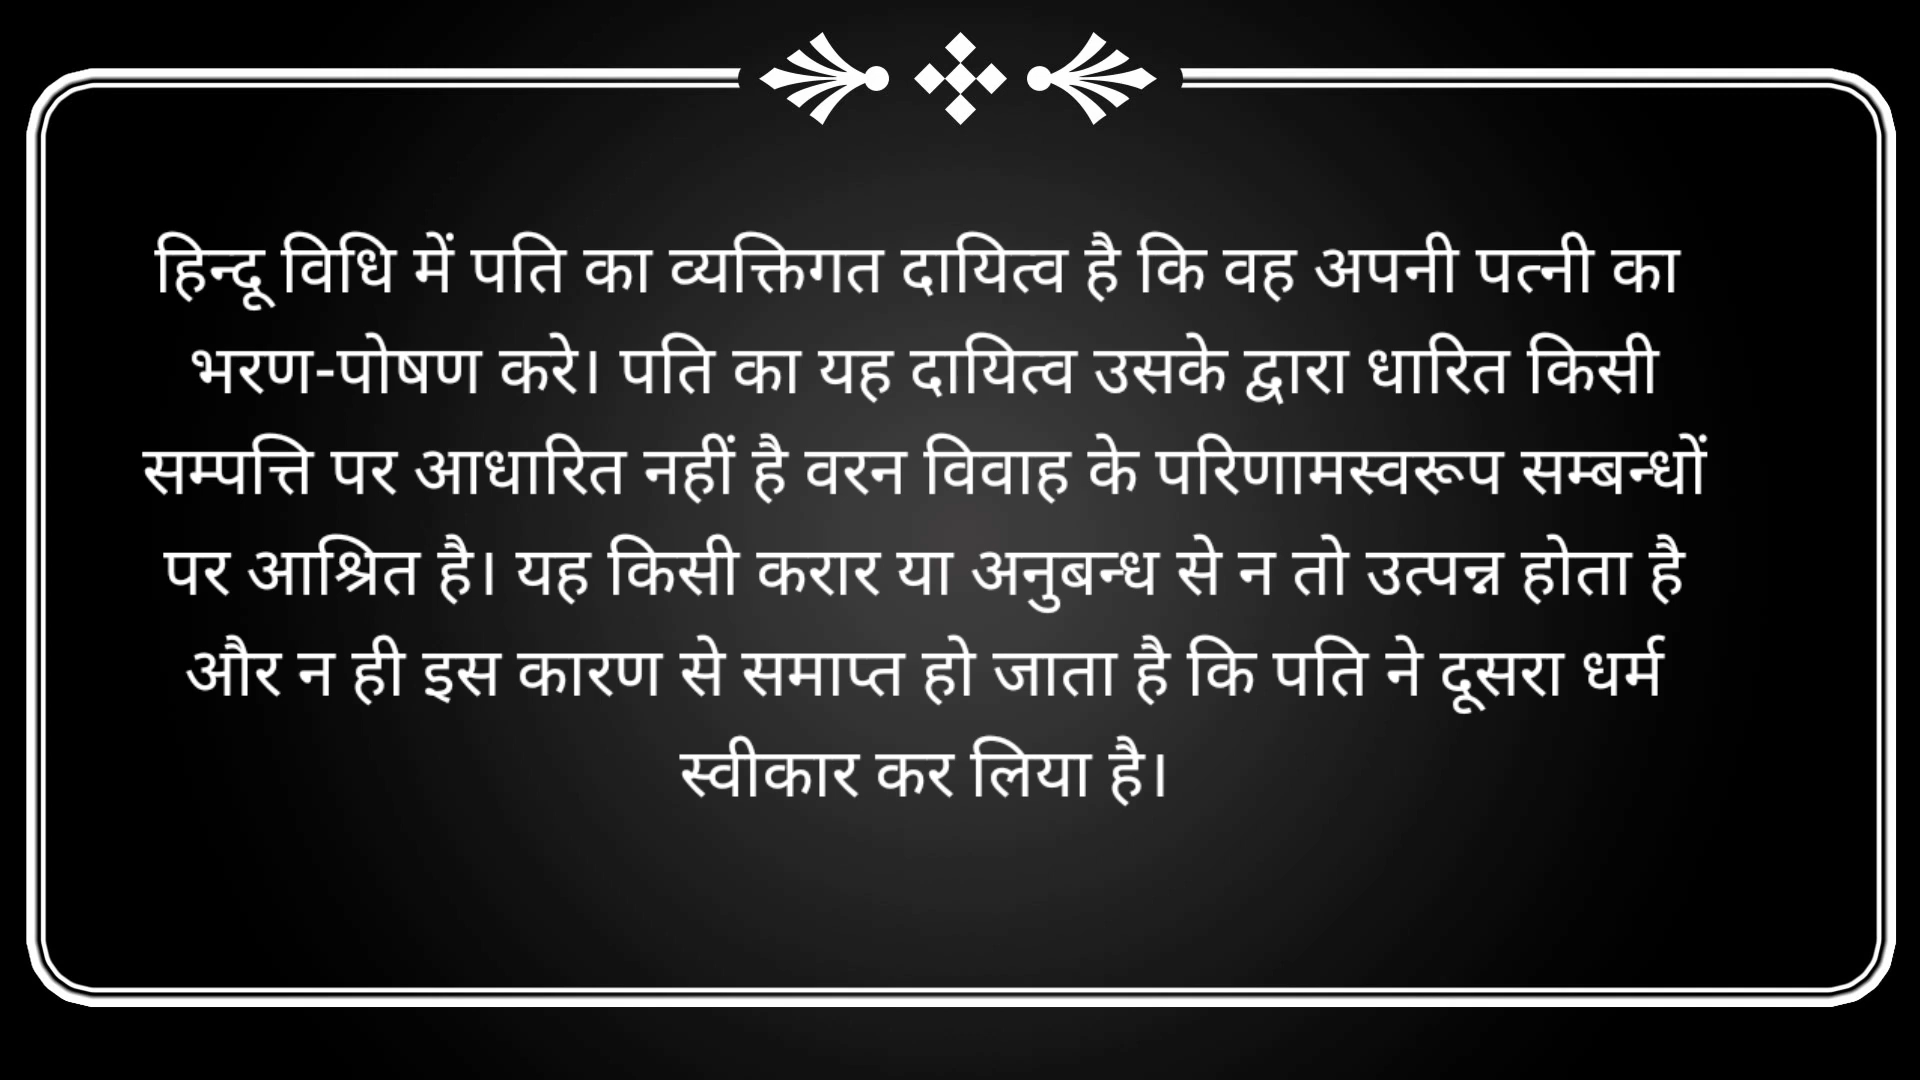 हिन्दू विधि में पति का व्यक्तिगत दायित्व है कि वह अपनी पत्नी का
भरण-पोषण करे। पति का यह दायित्व उसके द्वारा धारित किसी
सम्पत्ति पर आधारित नहीं है वरन विवाह के परिणामस्वरूप सम्बन्धों
पर आश्रित है। यह किसी करार या अनुबन्ध से न तो उत्पन्न होता है
और न ही इस कारण से समाप्त हो जाता है कि पति ने दूसरा धर्म
स्वीकार कर लिया है।